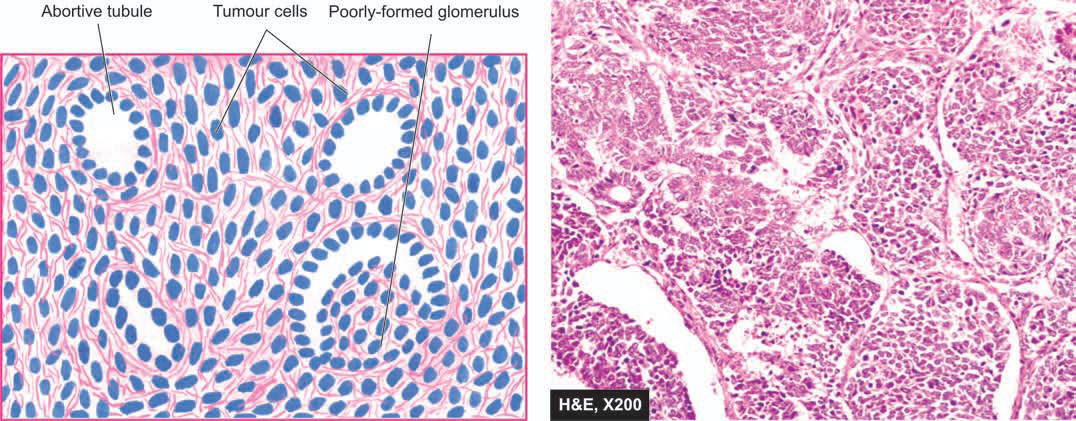 Abortive tubule
Tumour cells
Poorly-formed glomerulus
H&E, X200